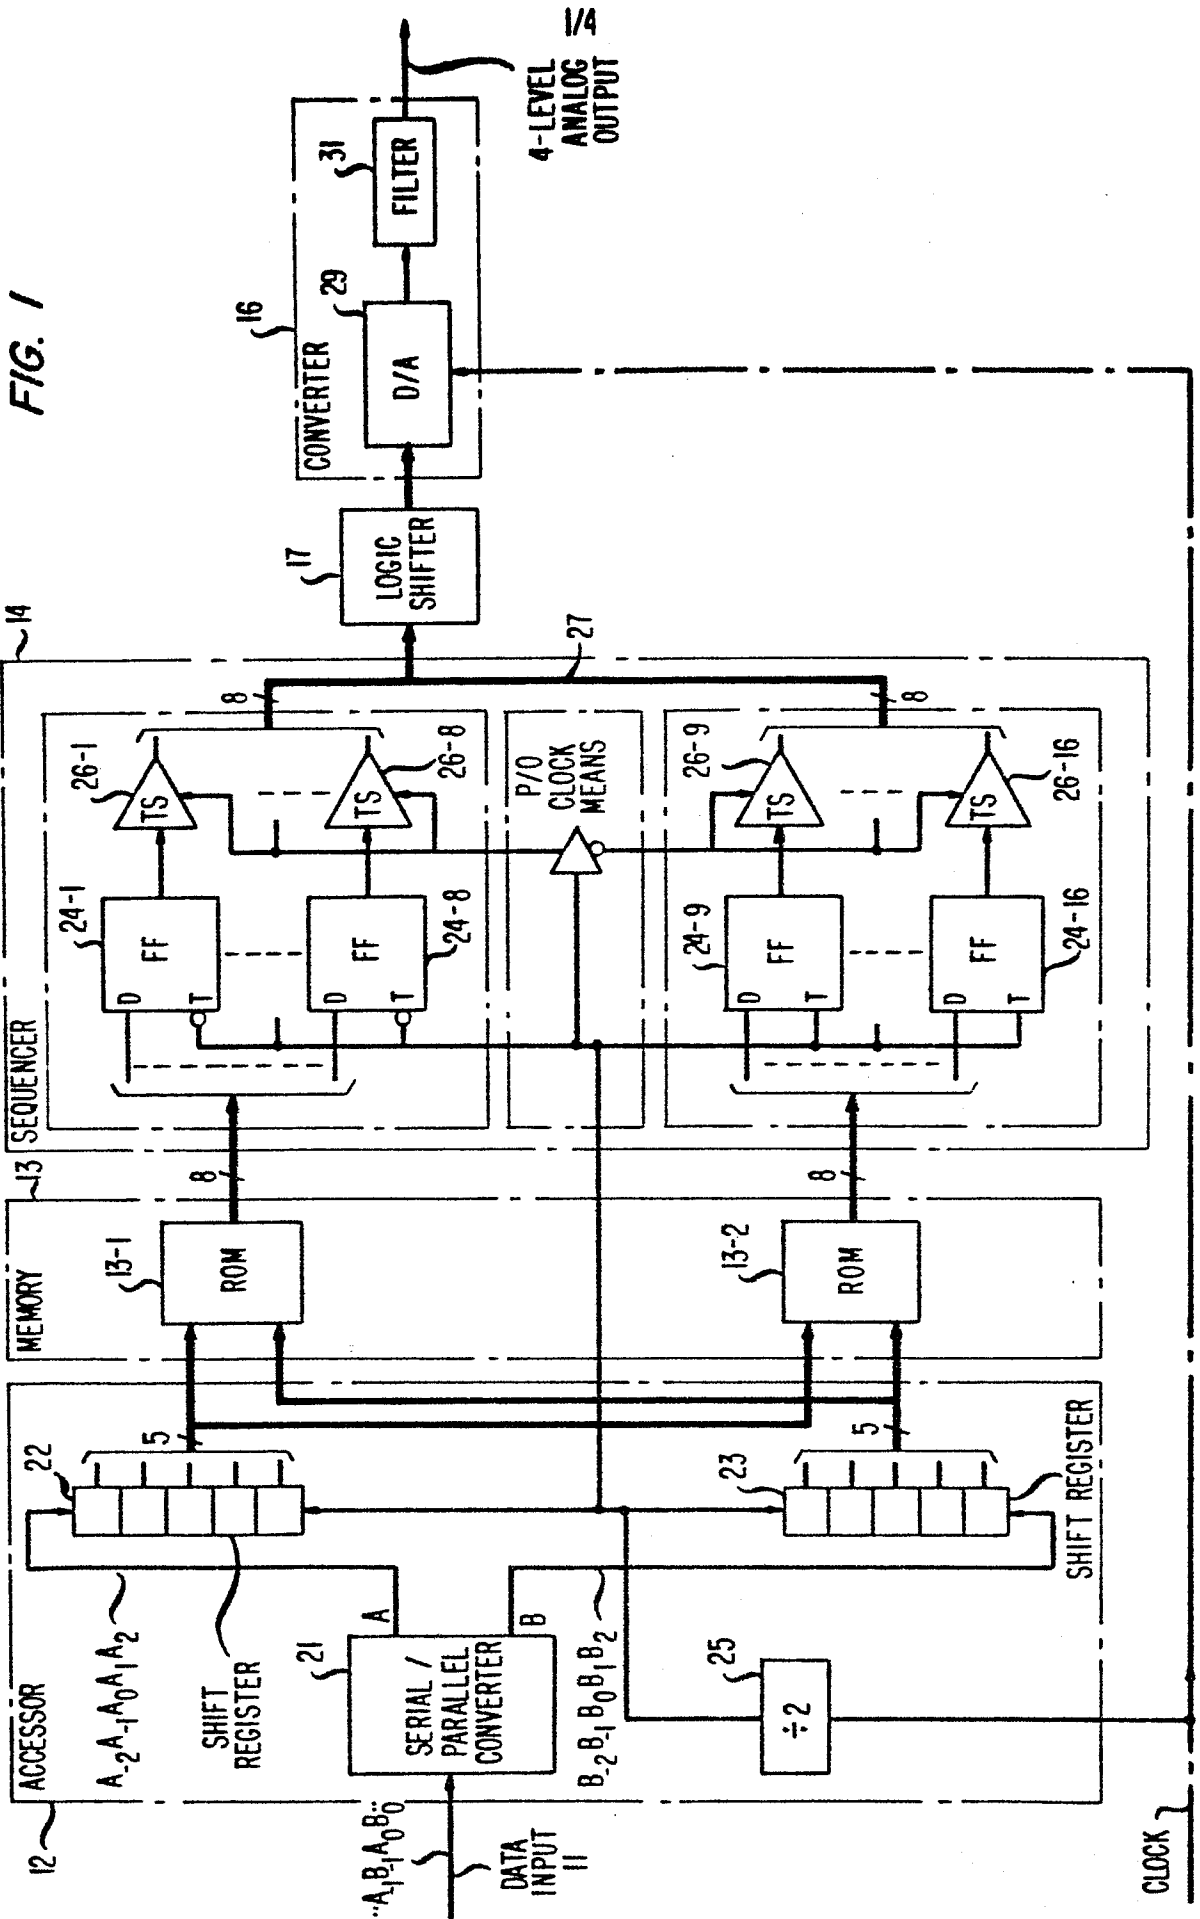 FIG. 1
12
ACCESSOR
"A₋₁B₋₁A₀B₀"
DATA
INPUT
11
21
SERIAL /
PARALLEL
CONVERTER
A
B
A₋₂A₋₁A₀A₁A₂
B₋₂B₋₁B₀B₁B₂
22
SHIFT
REGISTER
5
23
SHIFT REGISTER
5
25
÷2
CLOCK
13
MEMORY
13-1
ROM
8
13-2
ROM
8
14
SEQUENCER
24-1
D
T
FF
26-1
TS
24-8
D
T
FF
26-8
TS
8
P/O
CLOCK
MEANS
24-9
D
T
FF
26-9
TS
24-16
D
T
FF
26-16
TS
8
27
17
LOGIC
SHIFTER
16
CONVERTER
29
D/A
31
FILTER
4-LEVEL
ANALOG
OUTPUT
1/4